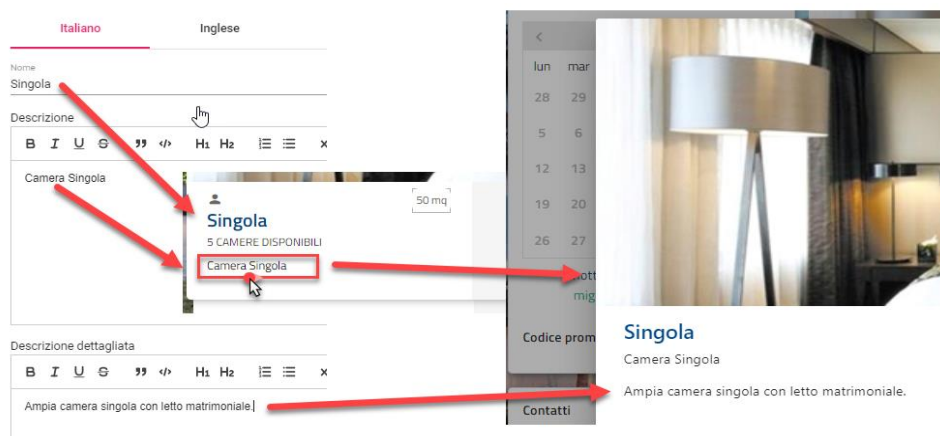 Italiano
Inglese
Nome
Singola
Descrizione
B I U S ” </> H1 H2
Camera Singola
Descrizione dettagliata
B I U S ” </> H1 H2
Ampia camera singola con letto matrimoniale.
50 mq
Singola
5 CAMERE DISPONIBILI
Camera Singola
<
lun mar
28 29
5 6
12 13
19 20
26 27
mig
Codice prom
Contatti
Singola
Camera Singola
Ampia camera singola con letto matrimoniale.